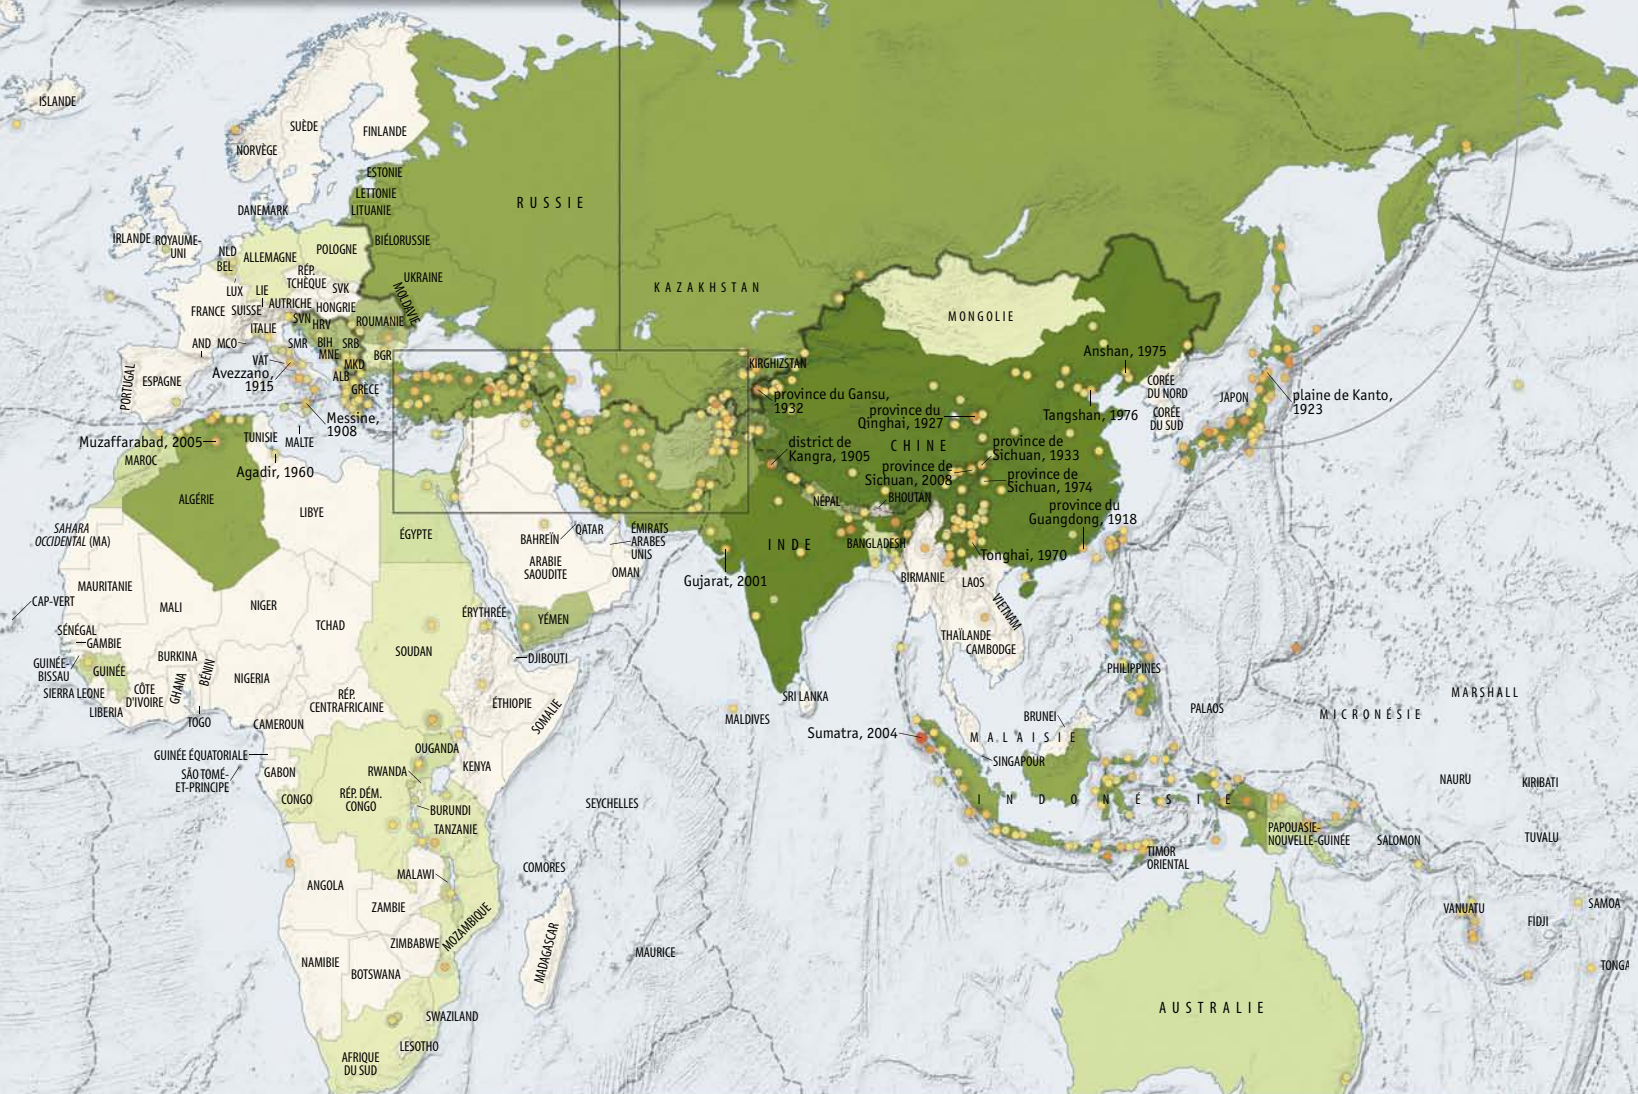 ISLANDE
SUÈDE
FINLANDE
NORVÈGE
ESTONIE
LETTONIE
LITUANIE
RUSSIE
DANEMARK
IRLANDE
ROYAUME-
UNI
NLD
BEL
ALLEMAGNE
POLOGNE
BIÉLORUSSIE
RÉP.
TCHÈQUE
SVK
UKRAINE
LUX
LIE
AUTRICHE
HONGRIE
MOLDAVIE
KAZAKHSTAN
FRANCE
SUISSE
SVN
HRV
ROUMANIE
MONGOLIE
ITALIE
AND
MCO
SMR
BIH
SRB
MNE
BGR
VAT
MKD
ALB
Avezzano,
1915
GRÈCE
PORTUGAL
ESPAGNE
KIRGHIZSTAN
Anshan, 1975
CORÉE
DU NORD
province du Gansu,
1932
JAPON
plaine de Kanto,
1923
Messine,
1908
province du
Qinghai, 1927
Tangshan, 1976
CORÉE
DU SUD
Muzaffarabad, 2005
TUNISIE
MALTE
MAROC
Agadir, 1960
district de
Kangra, 1905
CHINE
province de
Sichuan, 1933
province de
Sichuan, 2008
province de
Sichuan, 1974
ALGÉRIE
LIBYE
NÉPAL
BHOUTAN
province du
Guangdong, 1918
SAHARA
OCCIDENTAL (MA)
ÉGYPTE
BAHREÏN
QATAR
ÉMIRATS
ARABES
UNIS
INDE
BANGLADESH
Tonghai, 1970
ARABIE
SAOUDITE
OMAN
Gujarat, 2001
BIRMANIE
LAOS
VIETNAM
MAURITANIE
CAP-VERT
MALI
NIGER
TCHAD
ÉRYTHRÉE
YÉMEN
SÉNÉGAL
GAMBIE
SOUDAN
THAÏLANDE
CAMBODGE
GUINÉE-
BISSAU
GUINÉE
BURKINA
BÉNIN
DJIBOUTI
PHILIPPINES
SIERRA LEONE
CÔTE
D'IVOIRE
GHANA
NIGERIA
RÉP.
CENTRAFRICAINE
ÉTHIOPIE
SOMALIE
SRI LANKA
MARSHALL
LIBERIA
TOGO
CAMEROUN
MALDIVES
BRUNEI
PALAOS
MICRONÉSIE
Sumatra, 2004
MALAISIE
GUINÉE ÉQUATORIALE
OUGANDA
SINGAPOUR
SÃO TOMÉ-
ET-PRINCIPE
GABON
RWANDA
KENYA
NAURU
KIRIBATI
CONGO
RÉP. DÉM.
CONGO
BURUNDI
SEYCHELLES
INDONÉSIE
TANZANIE
PAPOUASIE-
NOUVELLE-GUINÉE
SALOMON
TUVALU
TIMOR
ORIENTAL
COMORES
MALAWI
ANGOLA
ZAMBIE
MOZAMBIQUE
VANUATU
SAMOA
FIDJI
ZIMBABWE
MADAGASCAR
MAURICE
NAMIBIE
BOTSWANA
TONGA
AUSTRALIE
SWAZILAND
LESOTHO
AFRIQUE
DU SUD